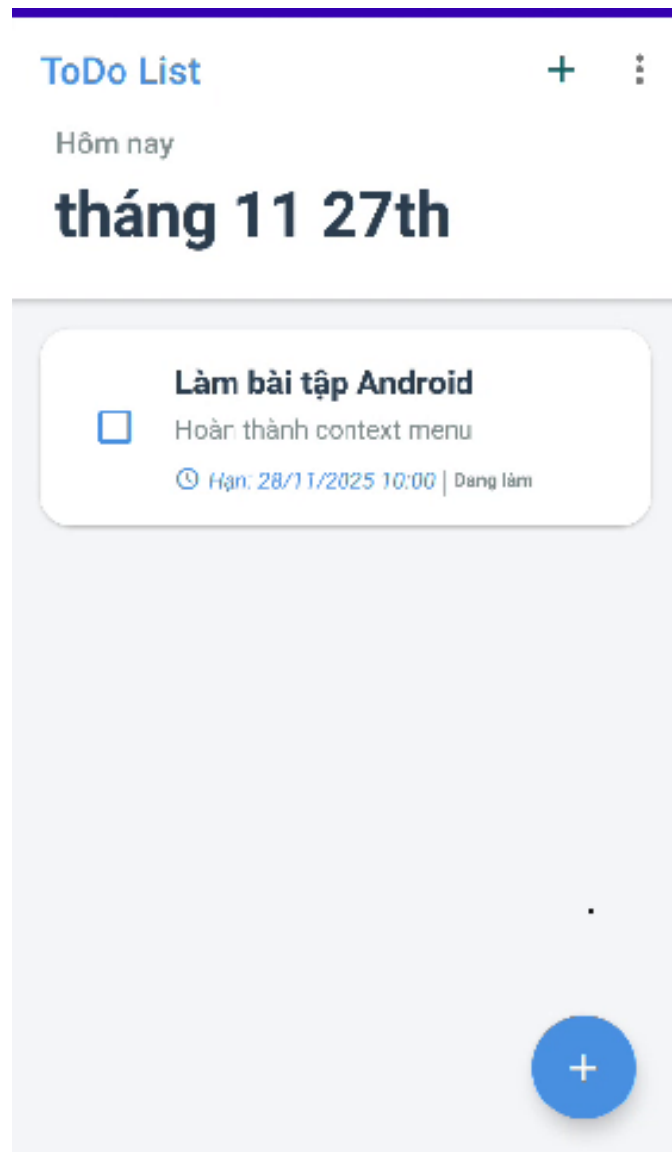 ToDo List
Hôm nay
tháng 11 27th
Làm bài tập Android
Hoàn thành context menu
Hạn: 28/11/2025 10:00 | Đang làm